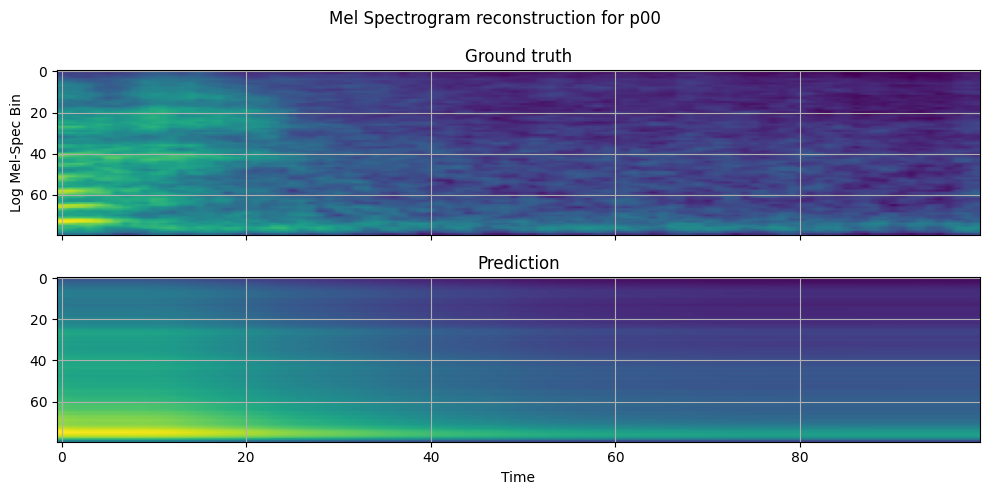 Mel Spectrogram reconstruction for p00
Ground truth
0
20
40
60
Log Mel-Spec Bin
Prediction
0
20
40
60
0 20 40 60 80
Time